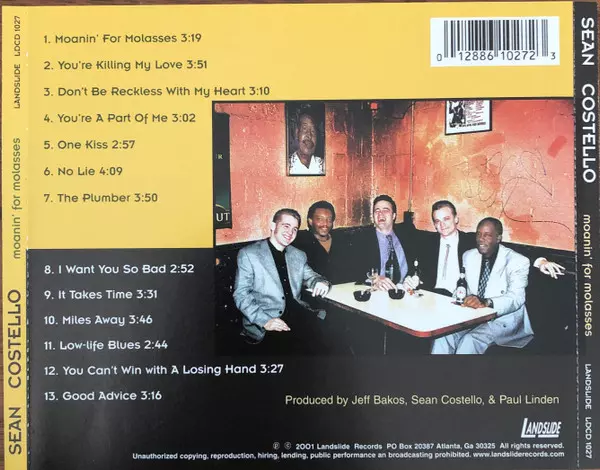 SEAN COSTELLO moanin' for molasses LANDSLIDE LDCD 1027
1. Moanin' For Molasses 3:19
2. You're Killing My Love 3:51
3. Don't Be Reckless With My Heart 3:10
4. You're A Part Of Me 3:02
5. One Kiss 2:57
6. No Lie 4:09
7. The Plumber 3:50
8. I Want You So Bad 2:52
9. It Takes Time 3:31
10. Miles Away 3:46
11. Low-life Blues 2:44
12. You Can't Win with A Losing Hand 3:27
13. Good Advice 3:16
0 12886 10272 3
UT
Produced by Jeff Bakos, Sean Costello, & Paul Linden
LANDSLIDE
℗ © 2001 Landslide Records PO Box 20387 Atlanta, Ga 30325 All rights reserved.
Unauthorized copying, reproduction, hiring, lending, public performance an broadcasting prohibited. www.landsliderecords.com
SEAN COSTELLO moanin' for molasses LANDSLIDE LDCD 1027